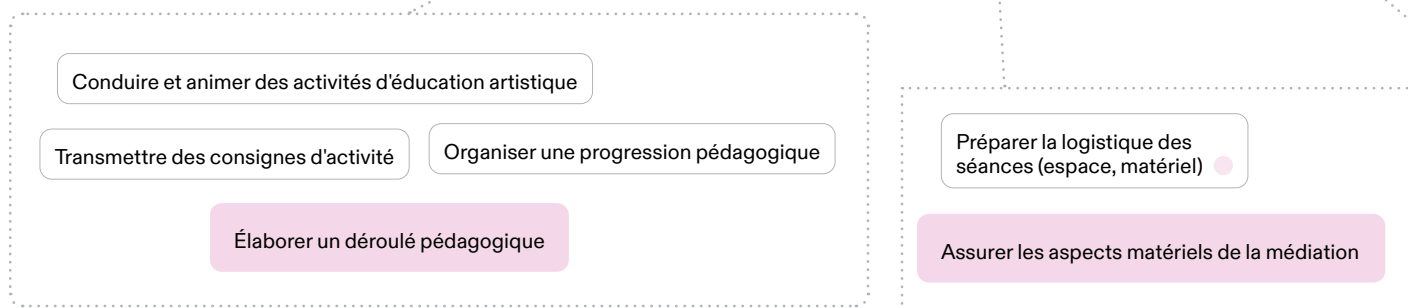 Conduire et animer des activités d'éducation artistique
Transmettre des consignes d'activité
Organiser une progression pédagogique
Élaborer un déroulé pédagogique
Préparer la logistique des
séances (espace, matériel)
Assurer les aspects matériels de la médiation